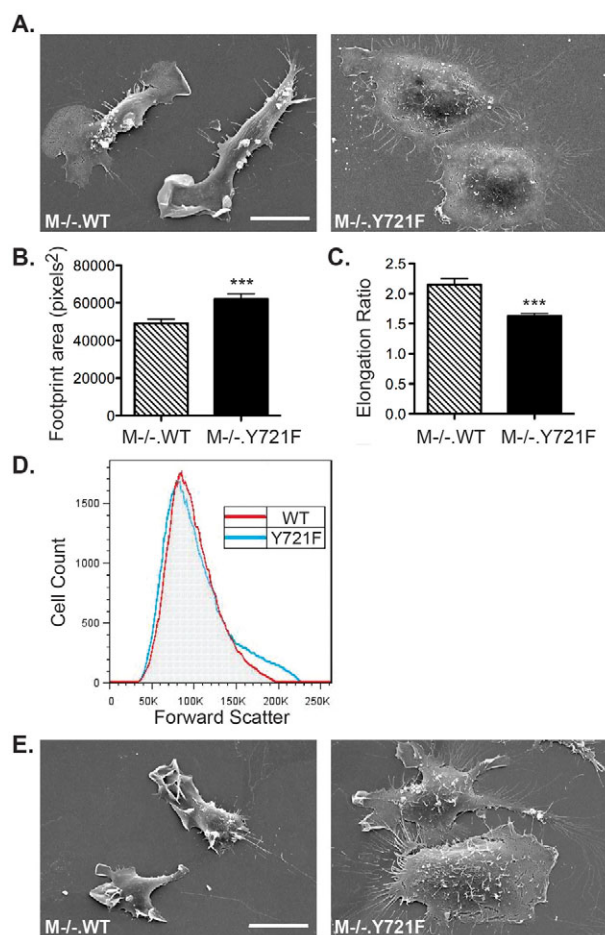 A.
M-/-.WT
M-/-.Y721F
B.
Footprint area (pixels²)
80000
60000
40000
20000
0
***
M-/-.WT
M-/-.Y721F
C.
Elongation Ratio
2.5
2.0
1.5
1.0
0.5
0.0
***
M-/-.WT
M-/-.Y721F
D.
Cell Count
1500
1000
500
0
WT
Y721F
0
50K
100K
150K
200K
250K
Forward Scatter
E.
M-/-.WT
M-/-.Y721F